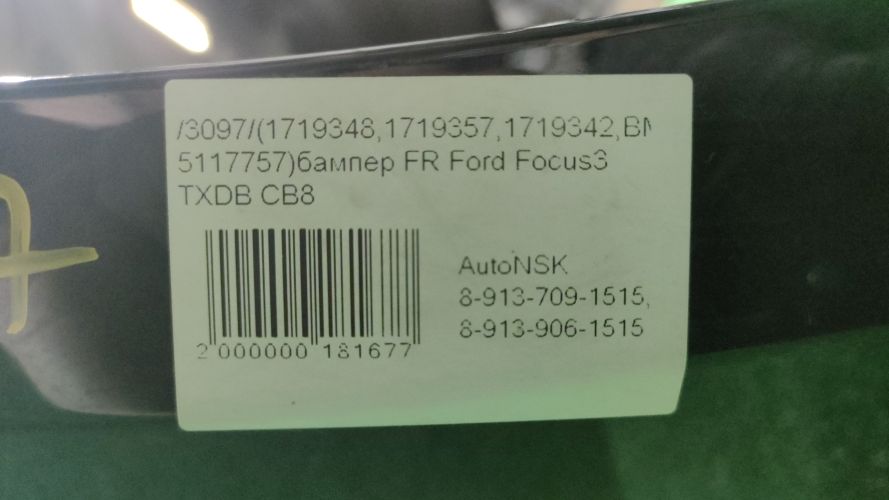 /3097/(1719348,1719357,1719342,BM
5117757)бампер FR Ford Focus3
TXDB CB8
AutoNSK
8-913-709-1515,
8-913-906-1515
2 000000 181677